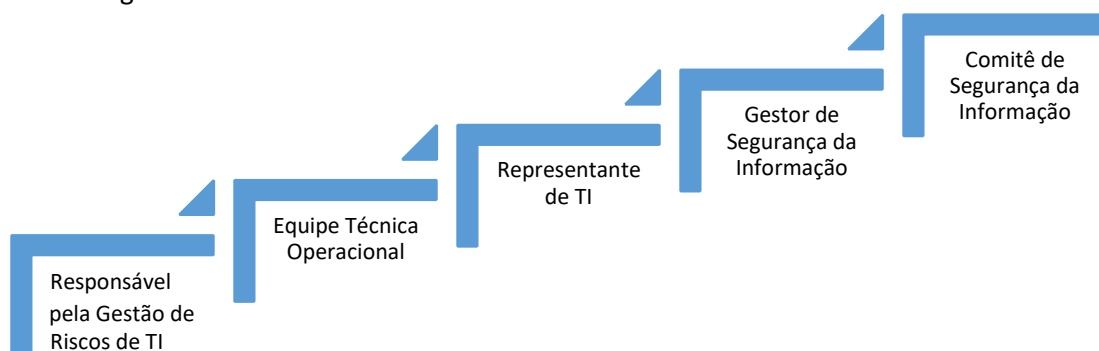 Comitê de
Segurança da
Informação
Gestor de
Segurança da
Informação
Representante
de TI
Equipe Técnica
Operacional
Responsável
pela Gestão de
Riscos de TI